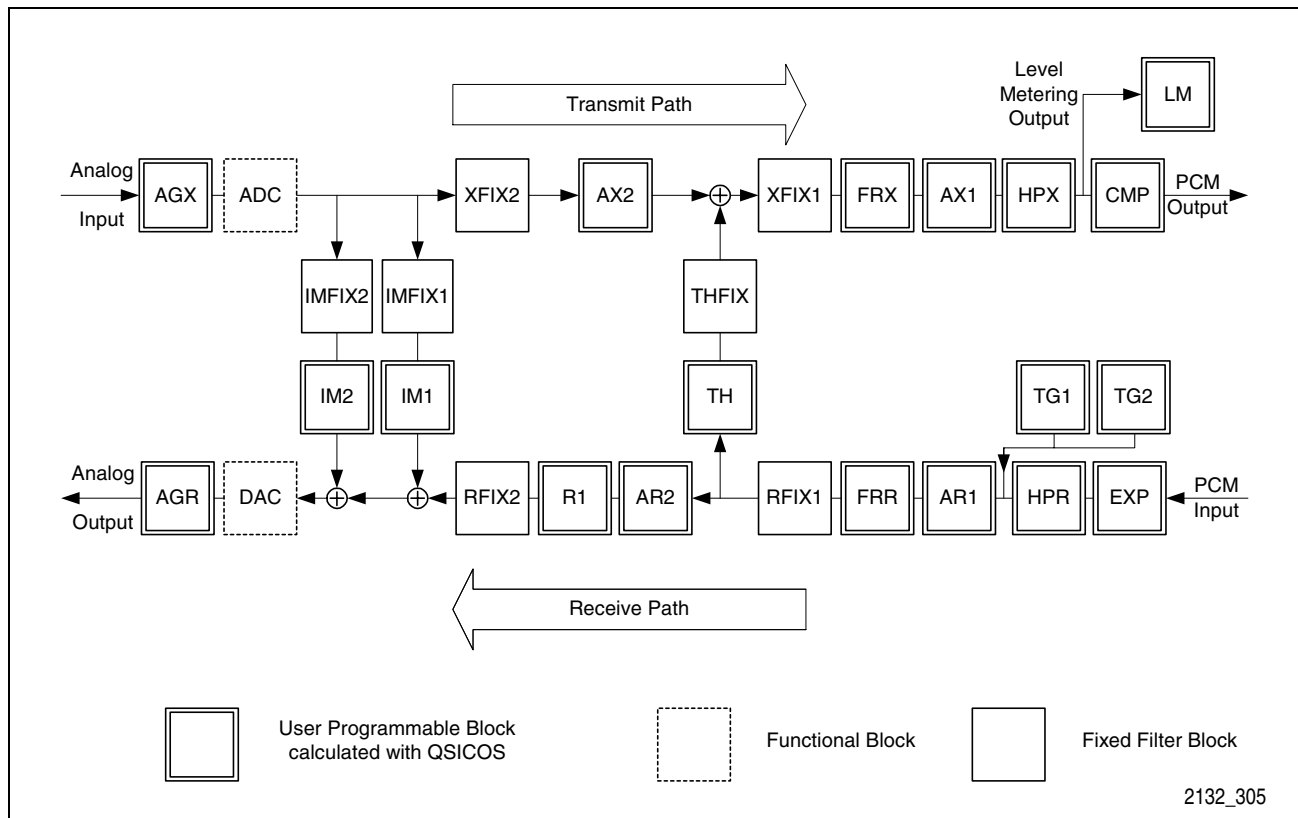 Transmit Path
Level
Metering
Output
LM
Analog
Input
AGX
ADC
XFIX2
AX2
XFIX1
FRX
AX1
HPX
CMP
PCM
Output
IMFIX2
IMFIX1
THFIX
IM2
IM1
TH
TG1
TG2
Analog
Output
AGR
DAC
RFIX2
R1
AR2
RFIX1
FRR
AR1
HPR
EXP
PCM
Input
Receive Path
User Programmable Block
calculated with QSICOS
Functional Block
Fixed Filter Block
2132_305